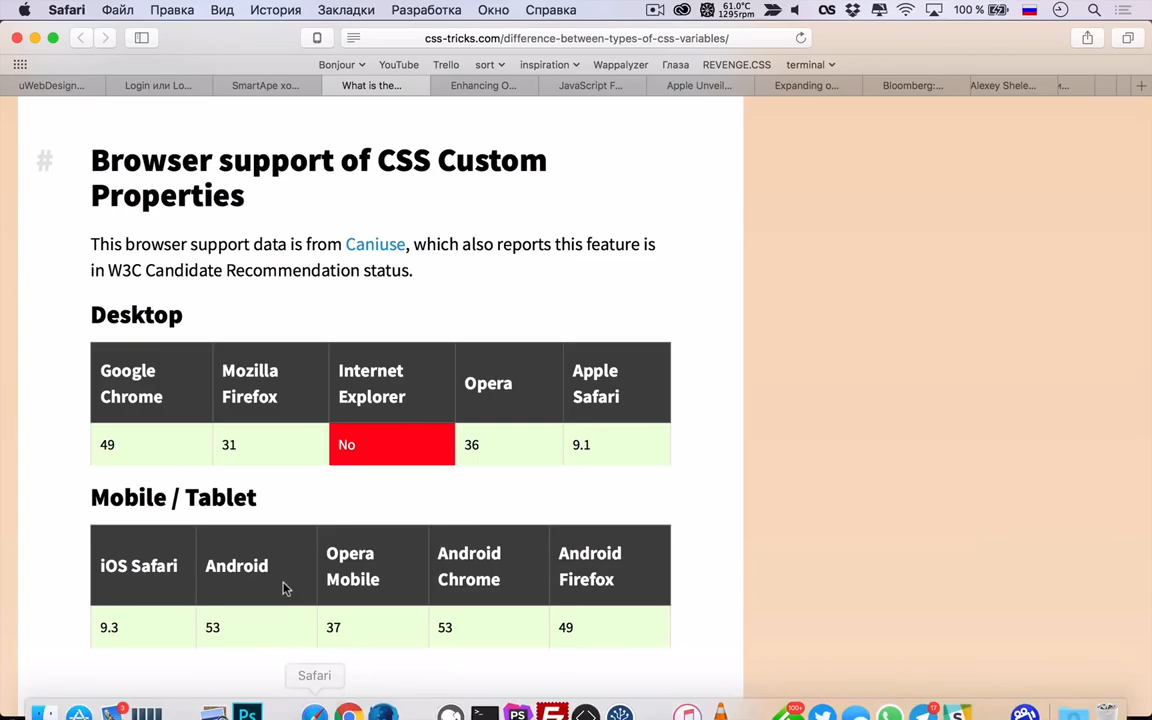 Safari Файл Правка Вид История Закладки Разработка Окно Справка 61.0°C 1295rpm 100 %
css-tricks.com/difference-between-types-of-css-variables/
Bonjour YouTube Trello sort inspiration Wappalyzer Глаза REVENGE.CSS terminal
uWebDesign... Login или Lo... SmartApe хо... What is the... Enhancing O... JavaScript F... Apple Unveil... Expanding o... Bloomberg:... Alexey Shele...
# Browser support of CSS Custom
Properties
This browser support data is from Caniuse, which also reports this feature is
in W3C Candidate Recommendation status.
Desktop
Google Chrome Mozilla Firefox Internet Explorer Opera Apple Safari
49 31 No 36 9.1
Mobile / Tablet
iOS Safari Android Opera Mobile Android Chrome Android Firefox
9.3 53 37 53 49
Safari
3 Ps PS 100+ 17